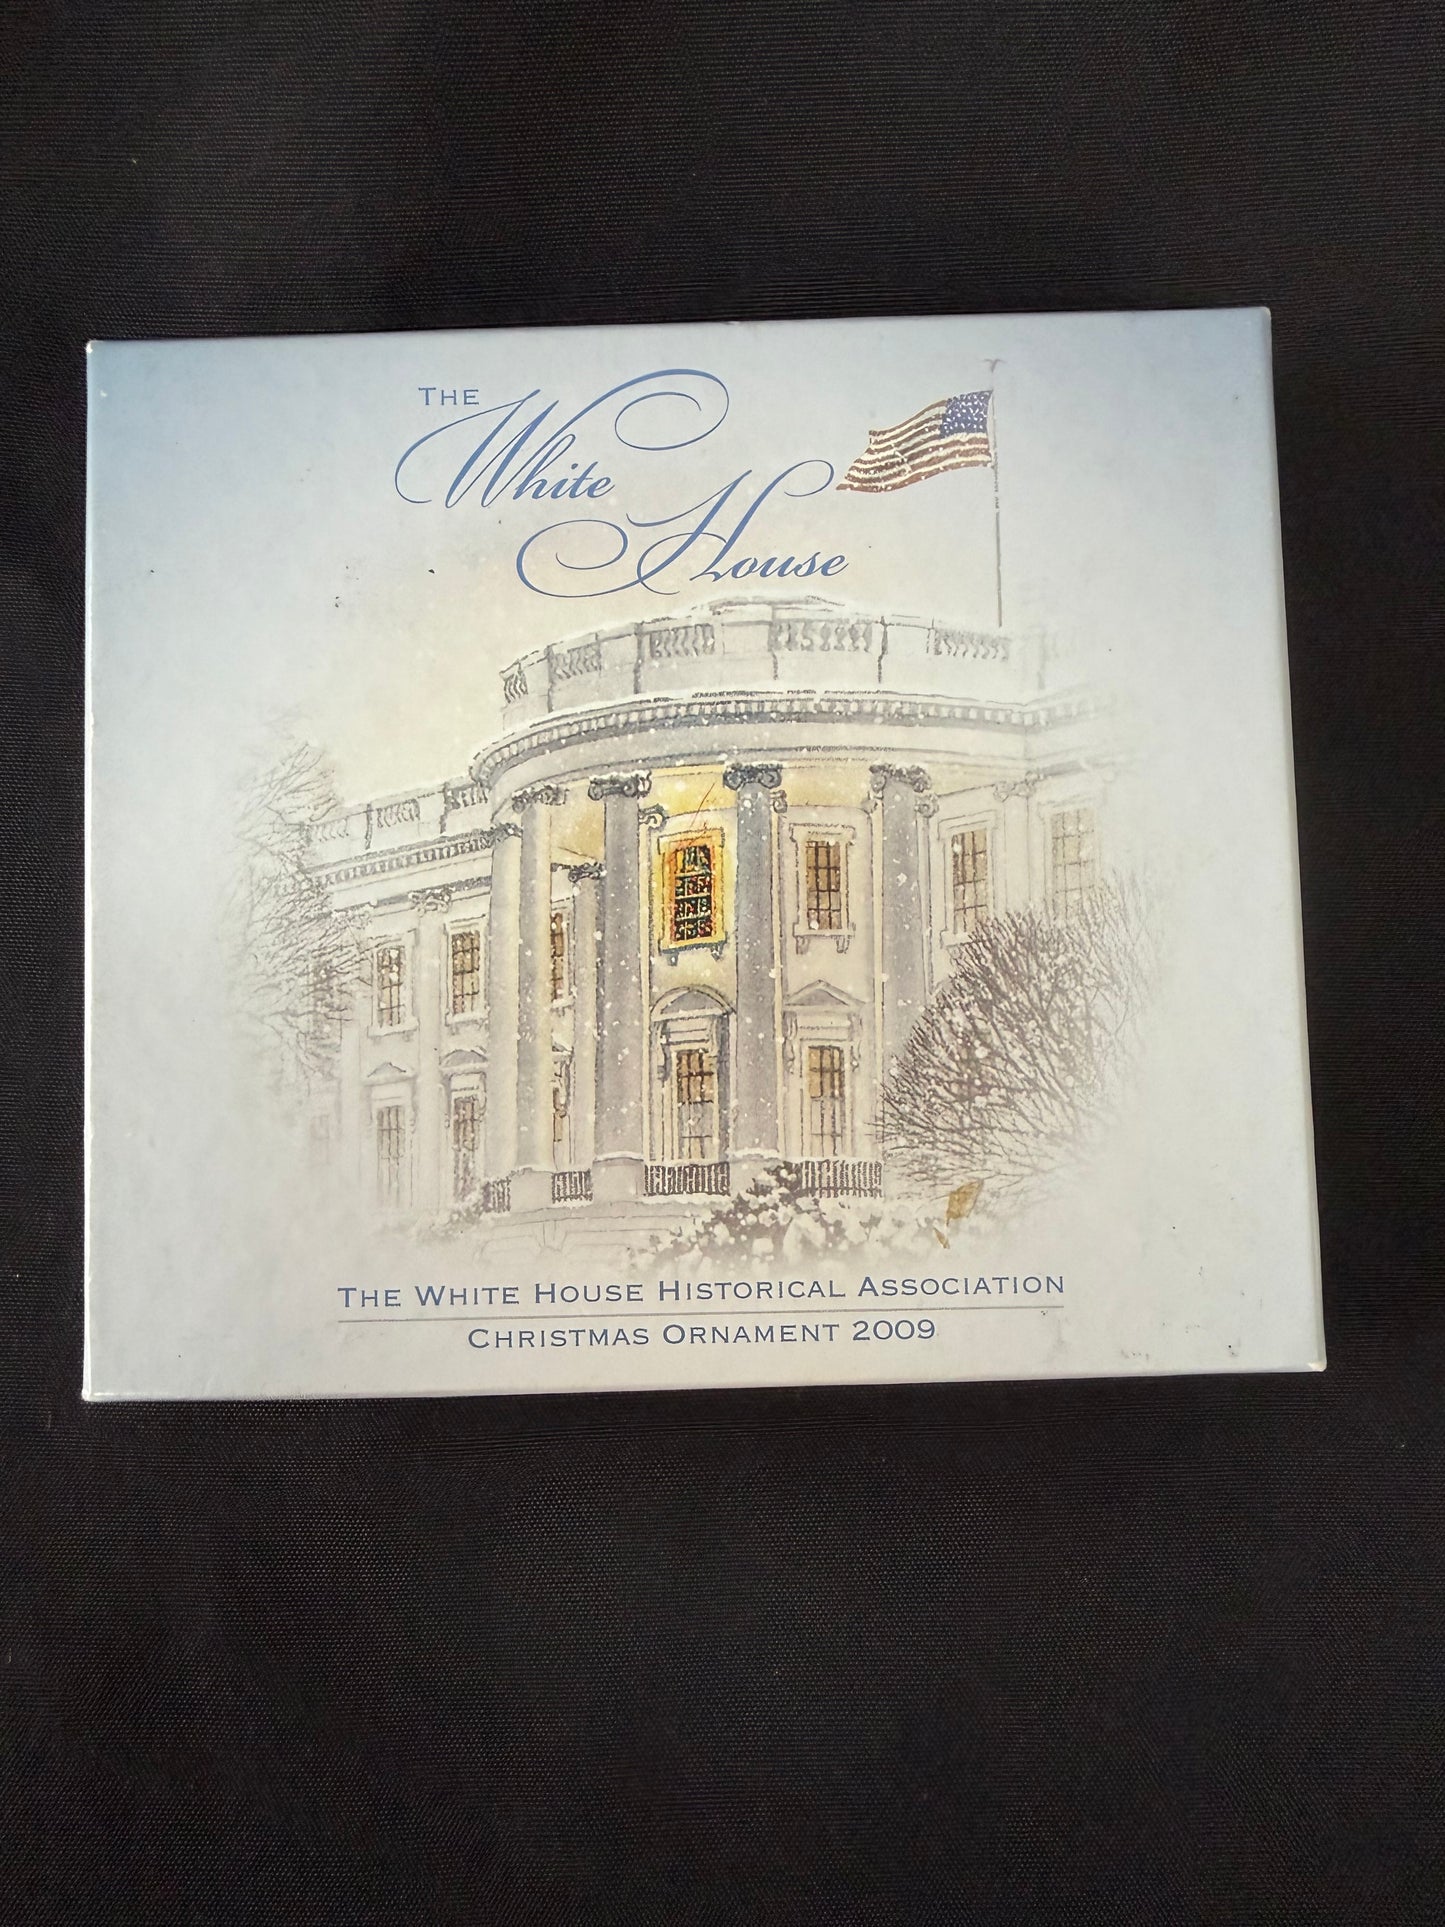 THE
White
House
THE WHITE HOUSE HISTORICAL ASSOCIATION
CHRISTMAS ORNAMENT 2009